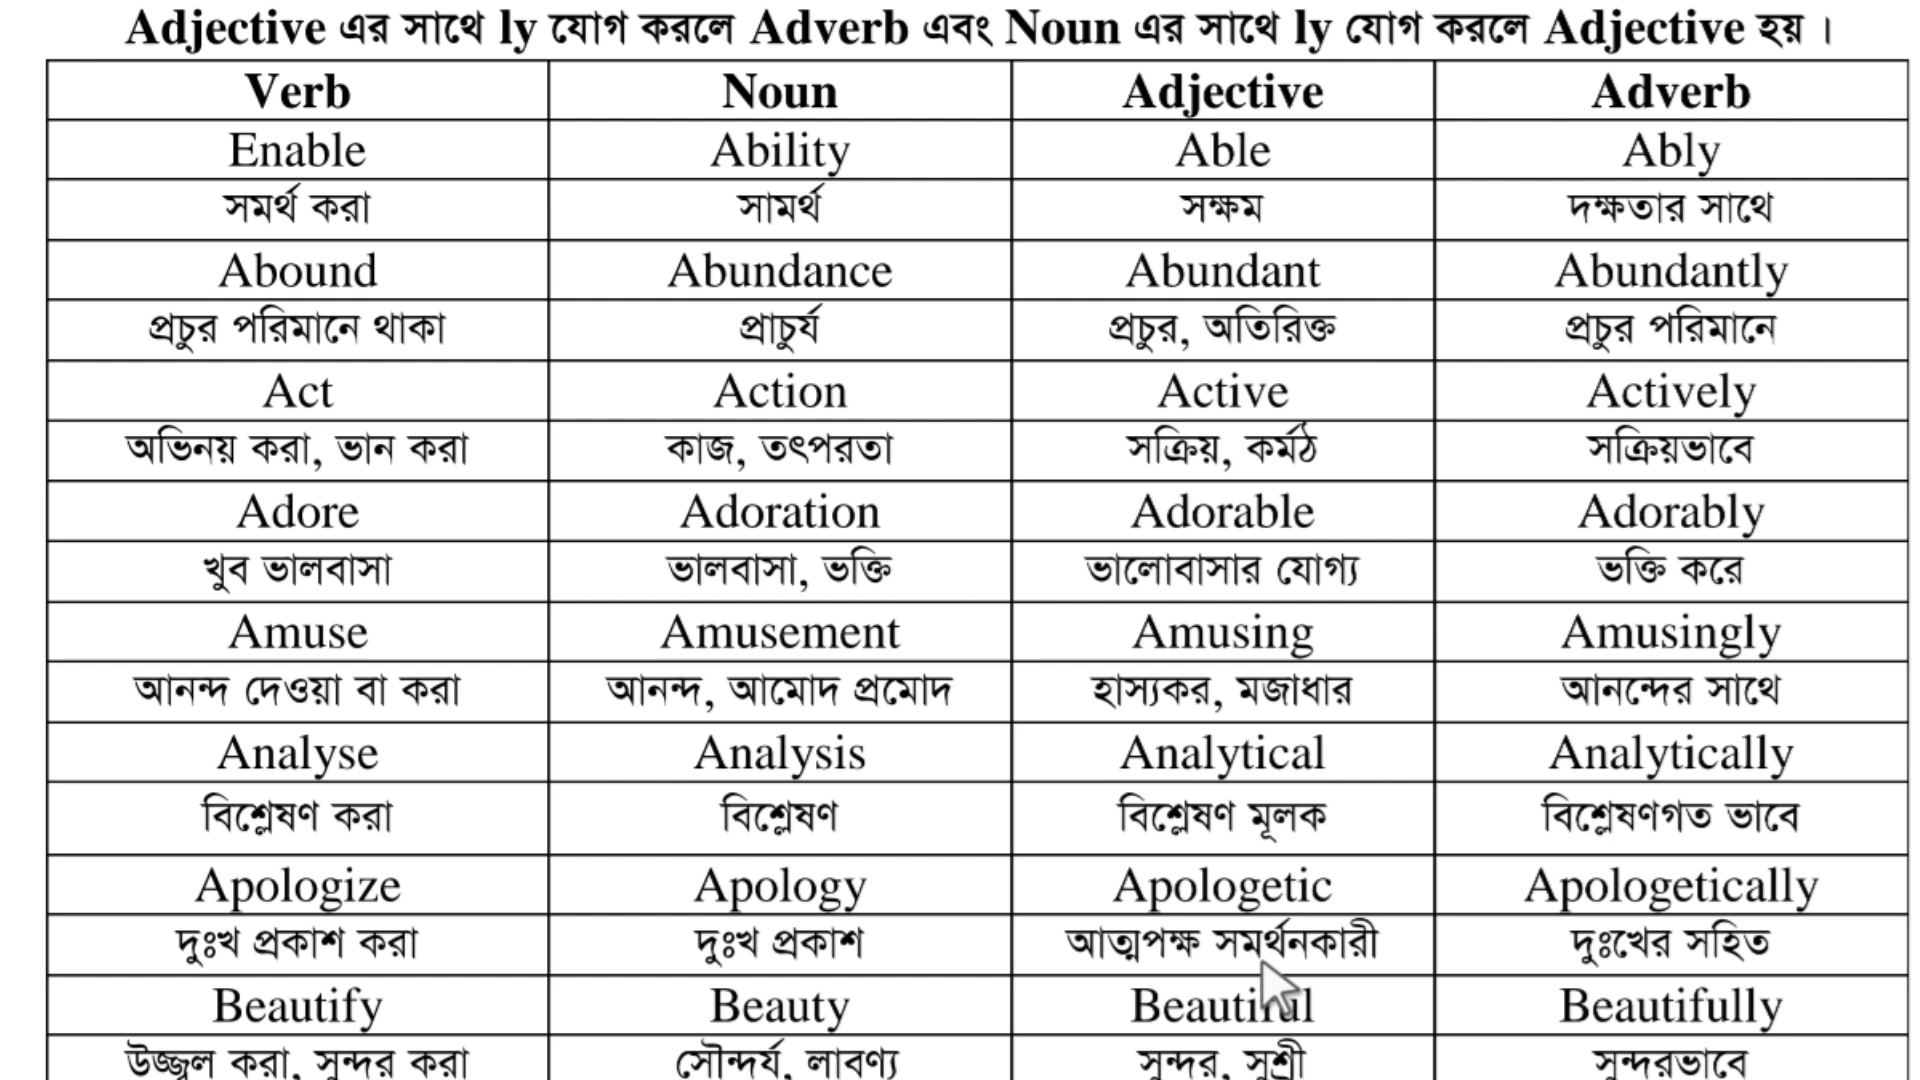 Adjective এর সাথে ly যোগ করলে Adverb এবং Noun এর সাথে ly যোগ করলে Adjective হয় ।
Verb Noun Adjective Adverb
Enable Ability Able Ably
সমর্থ করা সামর্থ সক্ষম দক্ষতার সাথে
Abound Abundance Abundant Abundantly
প্রচুর পরিমানে থাকা প্রাচুর্য প্রচুর, অতিরিক্ত প্রচুর পরিমানে
Act Action Active Actively
অভিনয় করা, ভান করা কাজ, তৎপরতা সক্রিয়, কর্মঠ সক্রিয়ভাবে
Adore Adoration Adorable Adorably
খুব ভালবাসা ভালবাসা, ভক্তি ভালোবাসার যোগ্য ভক্তি করে
Amuse Amusement Amusing Amusingly
আনন্দ দেওয়া বা করা আনন্দ, আমোদ প্রমোদ হাস্যকর, মজাধার আনন্দের সাথে
Analyse Analysis Analytical Analytically
বিশ্লেষণ করা বিশ্লেষণ বিশ্লেষণ মূলক বিশ্লেষণগত ভাবে
Apologize Apology Apologetic Apologetically
দুঃখ প্রকাশ করা দুঃখ প্রকাশ আত্মপক্ষ সমর্থনকারী দুঃখের সহিত
Beautify Beauty Beautiful Beautifully
উজ্জ্বল করা, সুন্দর করা সৌন্দর্য, লাবণ্য সুন্দর, সুশ্রী সুন্দরভাবে